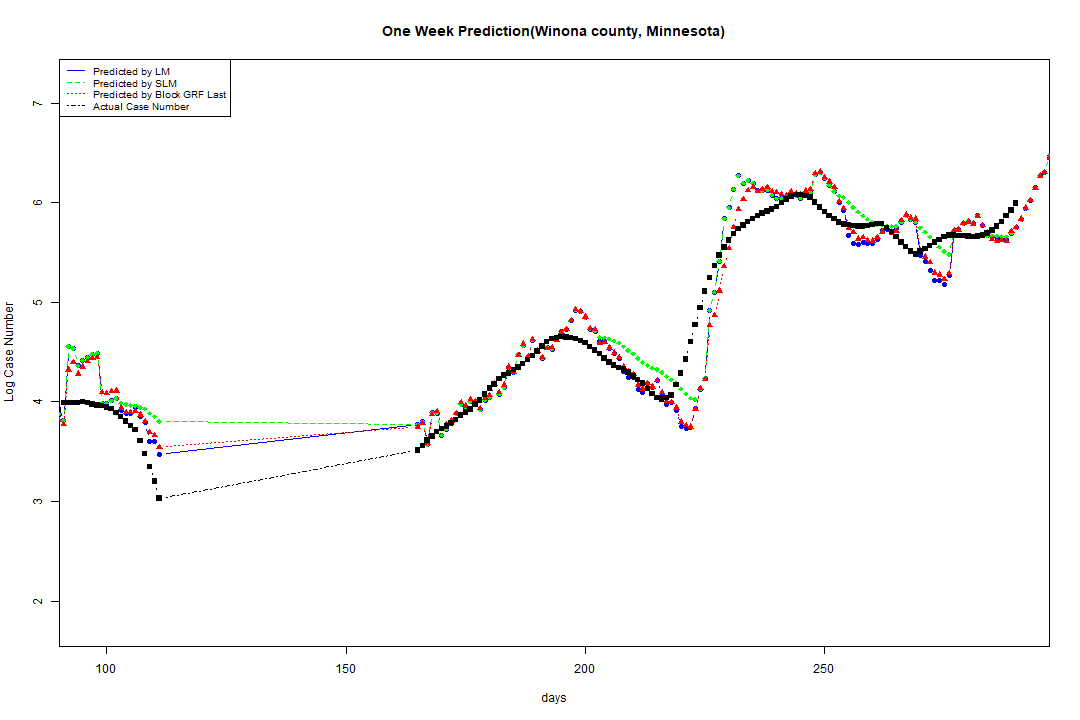 One Week Prediction(Winona county, Minnesota)
Predicted by LM
Predicted by SLM
Predicted by Block GRF Last
Actual Case Number
7
6
5
4
3
2
Log Case Number
100 150 200 250
days